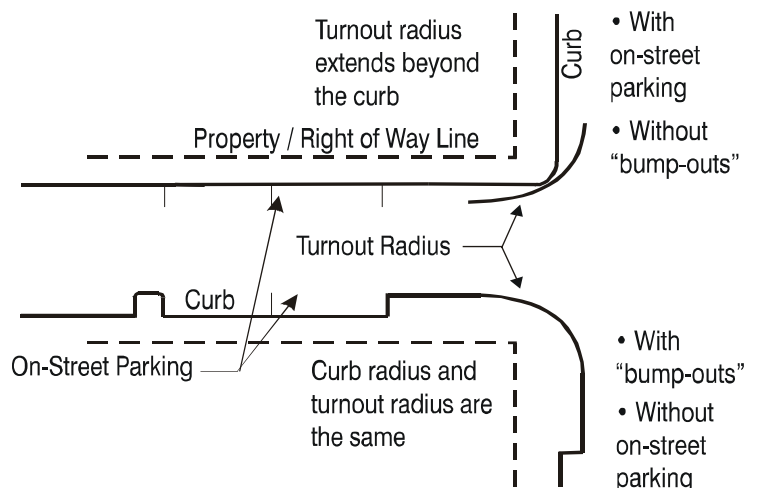 Turnout radius
extends beyond
the curb
Curb
• With
on-street
parking
• Without
“bump-outs”
Property / Right of Way Line
Turnout Radius
Curb
On-Street Parking
Curb radius and
turnout radius are
the same
• With
“bump-outs”
• Without
on-street
parking